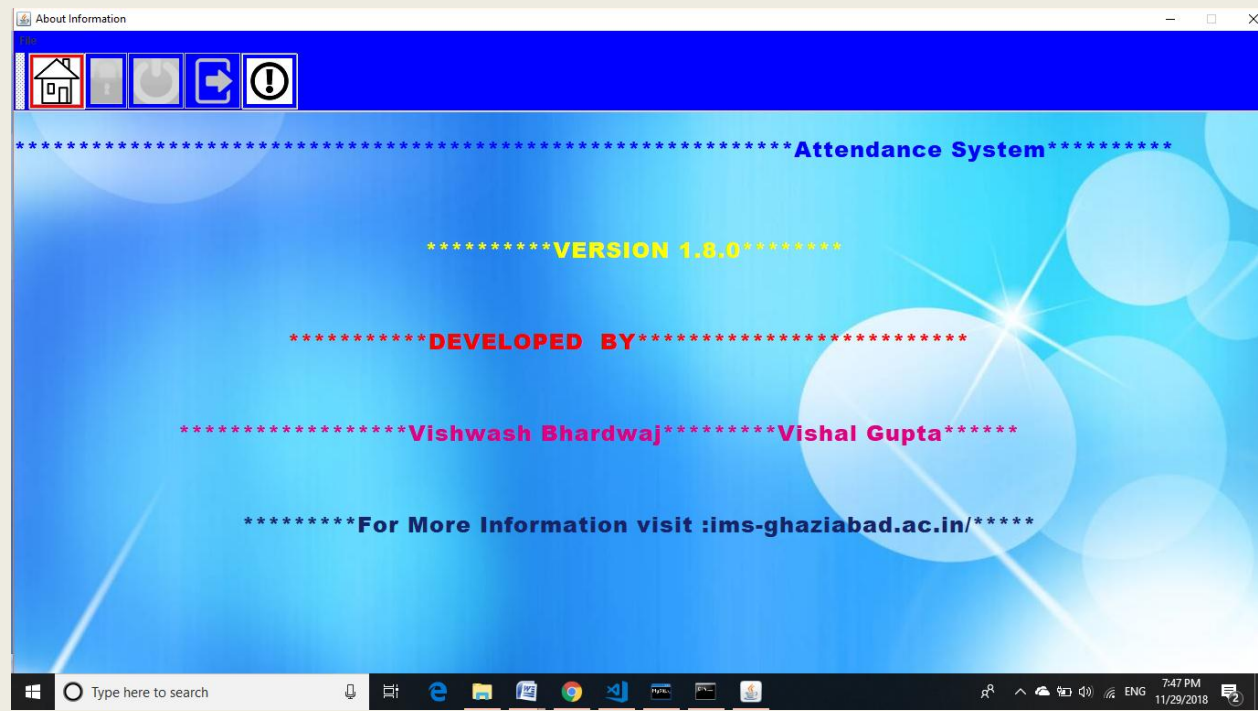 About Information
File
************************************************************Attendance System**********
**********VERSION 1.8.0********
***********DEVELOPED  BY**************************
******************Vishwash Bhardwaj*********Vishal Gupta******
*********For More Information visit :ims-ghaziabad.ac.in/*****
Type here to search
ENG
7:47 PM
11/29/2018
2